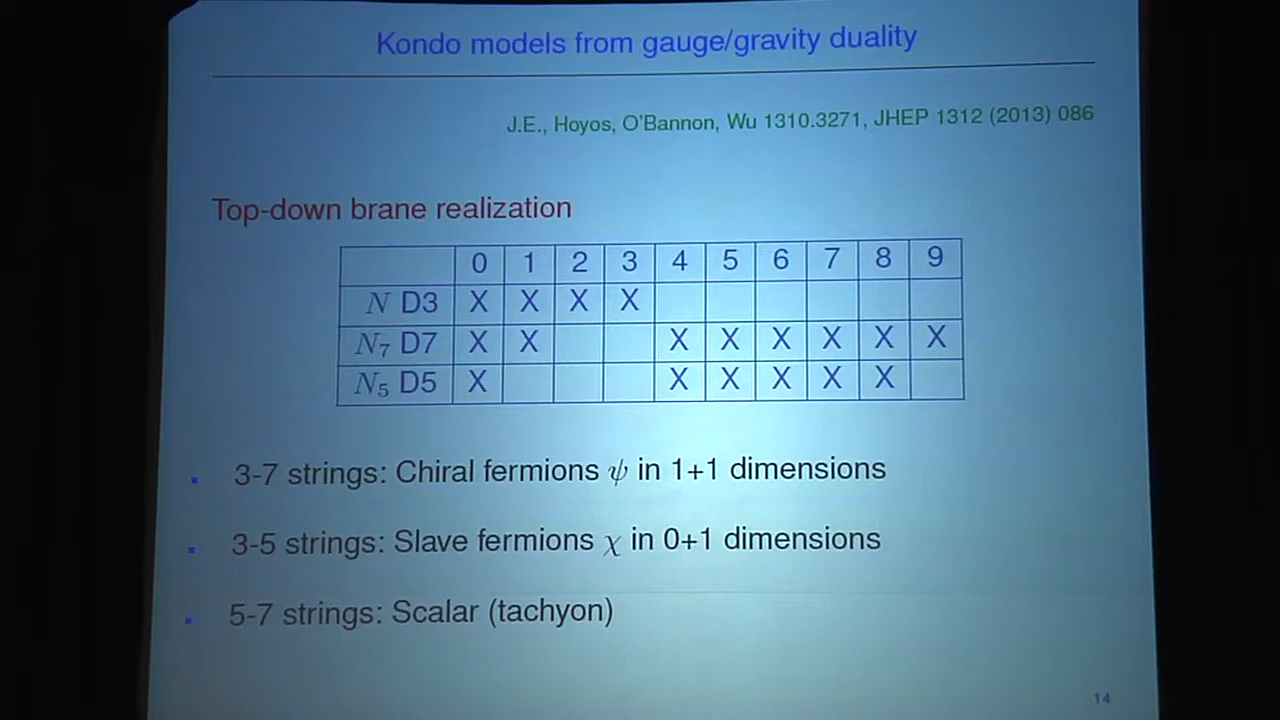 Kondo models from gauge/gravity duality
J.E., Hoyos, O'Bannon, Wu 1310.3271, JHEP 1312 (2013) 086
Top-down brane realization
0 1 2 3 4 5 6 7 8 9
N D3 X X X X
N₇ D7 X X X X X X X X
N₅ D5 X X X X X X
3-7 strings: Chiral fermions ψ in 1+1 dimensions
3-5 strings: Slave fermions χ in 0+1 dimensions
5-7 strings: Scalar (tachyon)
14